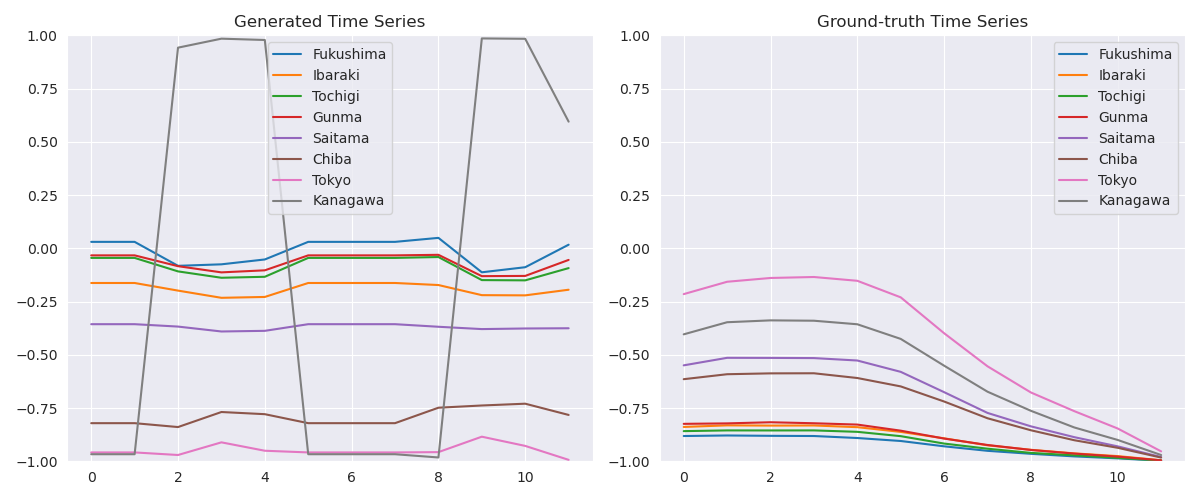 Generated Time Series
1.00
0.75
0.50
0.25
0.00
−0.25
−0.50
−0.75
−1.00
0 2 4 6 8 10
Fukushima
Ibaraki
Tochigi
Gunma
Saitama
Chiba
Tokyo
Kanagawa
Ground-truth Time Series
1.00
0.75
0.50
0.25
0.00
−0.25
−0.50
−0.75
−1.00
0 2 4 6 8 10
Fukushima
Ibaraki
Tochigi
Gunma
Saitama
Chiba
Tokyo
Kanagawa